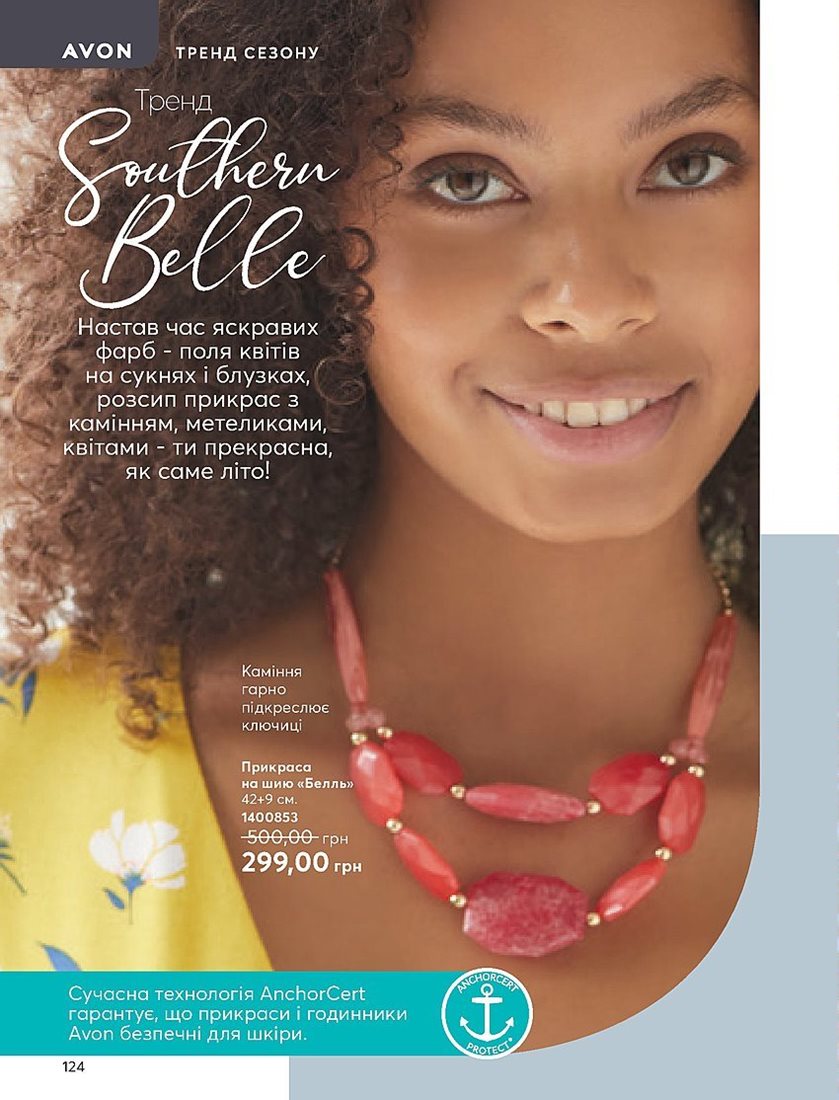 AVON
ТРЕНД СЕЗОНУ
Тренд
Southern
Belle
Настав час яскравих
фарб - поля квітів
на сукнях і блузках,
розсип прикрас з
камінням, метеликами,
квітами - ти прекрасна,
як саме літо!
Каміння
гарно
підкреслює
ключиці
Прикраса
на шию «Белль»
42+9 см.
1400853
500,00 грн
299,00 грн
Сучасна технологія AnchorCert
гарантує, що прикраси і годинники
Avon безпечні для шкіри.
ANCHORCERT
PROTECT®
124